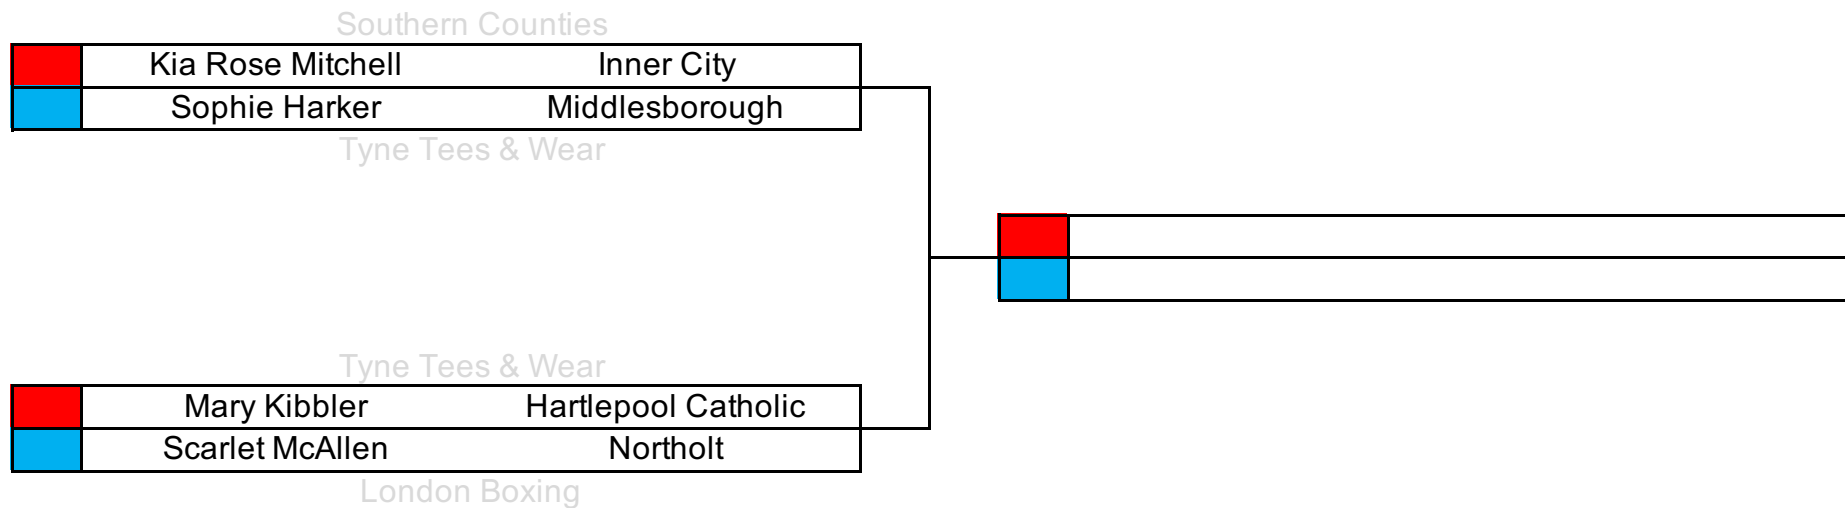 Southern Counties
Kia Rose Mitchell Inner City
Sophie Harker Middlesborough
Tyne Tees & Wear
Tyne Tees & Wear
Mary Kibbler Hartlepool Catholic
Scarlet McAllen Northolt
London Boxing